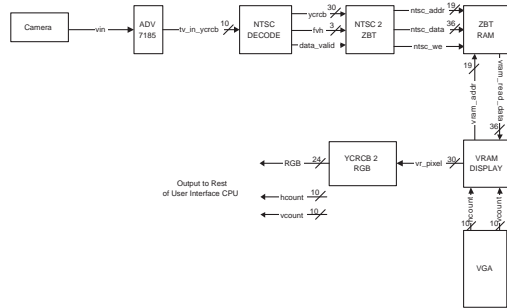 Camera
vin
ADV
7185
tv_in_ycrcb
10
NTSC
DECODE
ycrcb
30
fvh
3
data_valid
NTSC 2
ZBT
ntsc_addr
19
ntsc_data
36
ntsc_we
ZBT
RAM
19
vram_addr
vram_read_data
36
RGB
24
YCRCB 2
RGB
vr_pixel
30
VRAM
DISPLAY
Output to Rest
of User Interface CPU
hcount
10
vcount
10
hcount
10
vcount
10
VGA